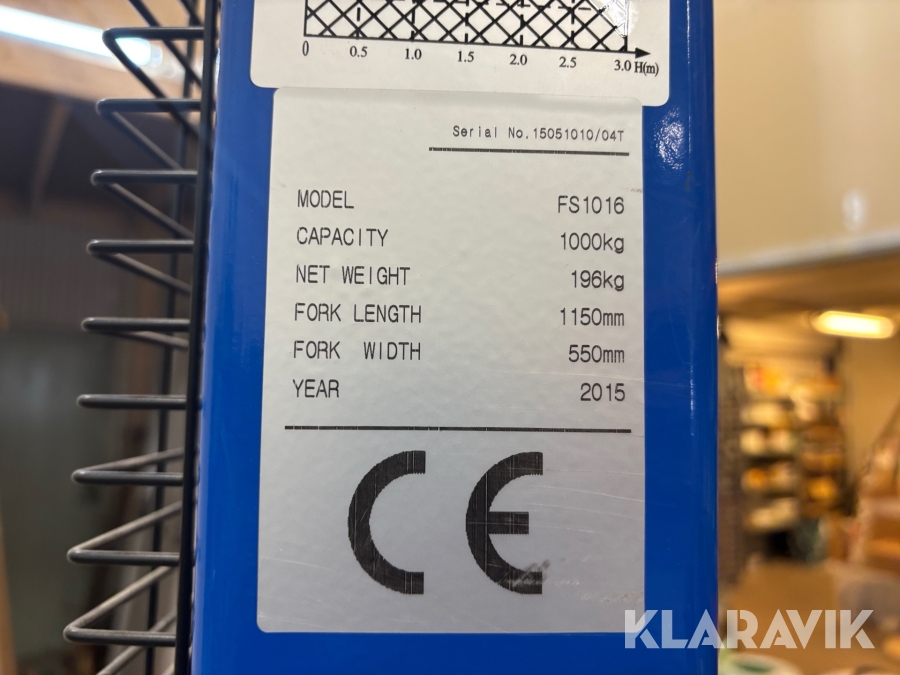 0 0.5 1.0 1.5 2.0 2.5 3.0 H(m)
Serial No.15051010/04T
MODEL FS1016
CAPACITY 1000kg
NET WEIGHT 196kg
FORK LENGTH 1150mm
FORK WIDTH 550mm
YEAR 2015
CE
KLARAVIK